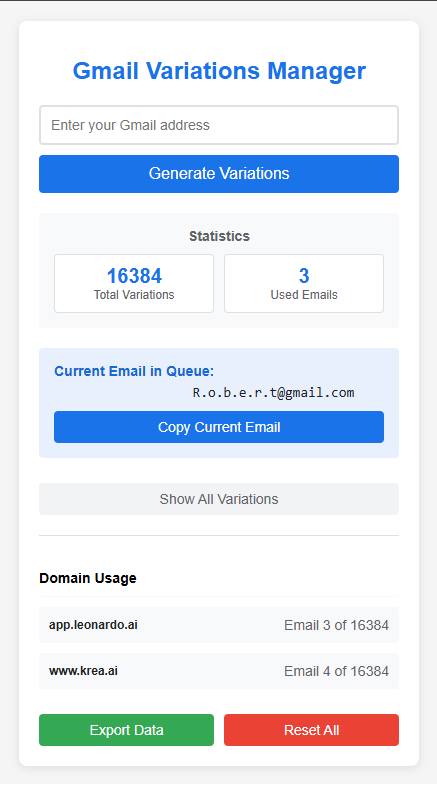 Gmail Variations Manager
Enter your Gmail address
Generate Variations
Statistics
16384
Total Variations
3
Used Emails
Current Email in Queue:
R.o.b.e.r.t@gmail.com
Copy Current Email
Show All Variations
Domain Usage
app.leonardo.ai Email 3 of 16384
www.krea.ai Email 4 of 16384
Export Data
Reset All